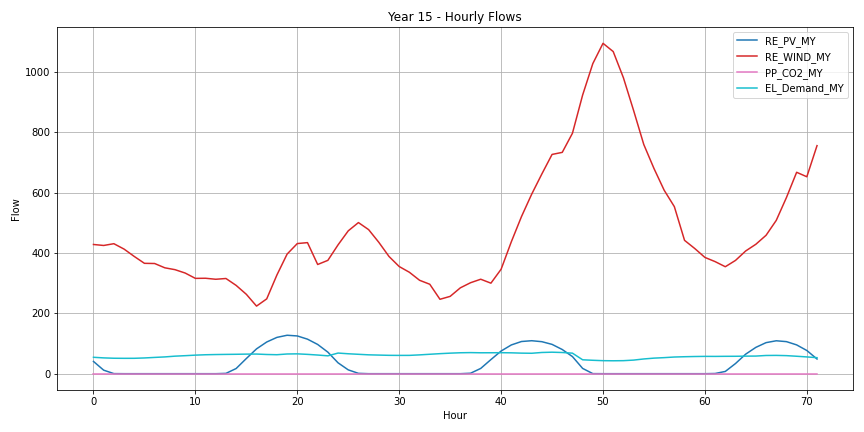 Year 15 - Hourly Flows
RE_PV_MY
RE_WIND_MY
PP_CO2_MY
EL_Demand_MY
Flow
1000
800
600
400
200
0
0 10 20 30 40 50 60 70
Hour